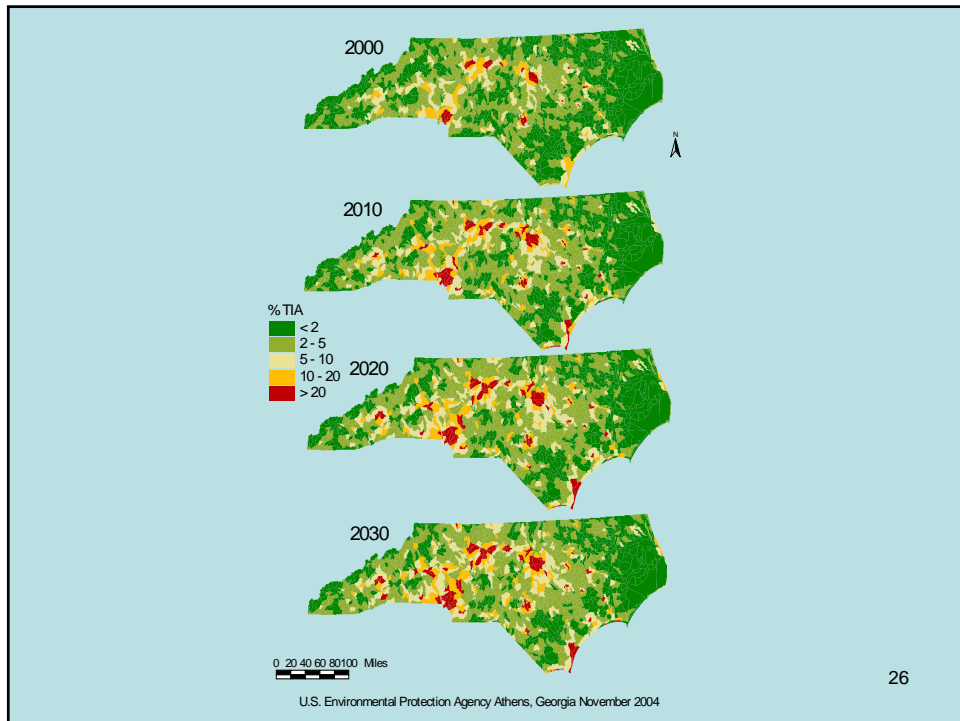 2000
N
2010
% TIA
< 2
2 - 5
5 - 10
10 - 20
> 20
2020
2030
0 20 40 60 80100 Miles
26
U.S. Environmental Protection Agency Athens, Georgia November 2004